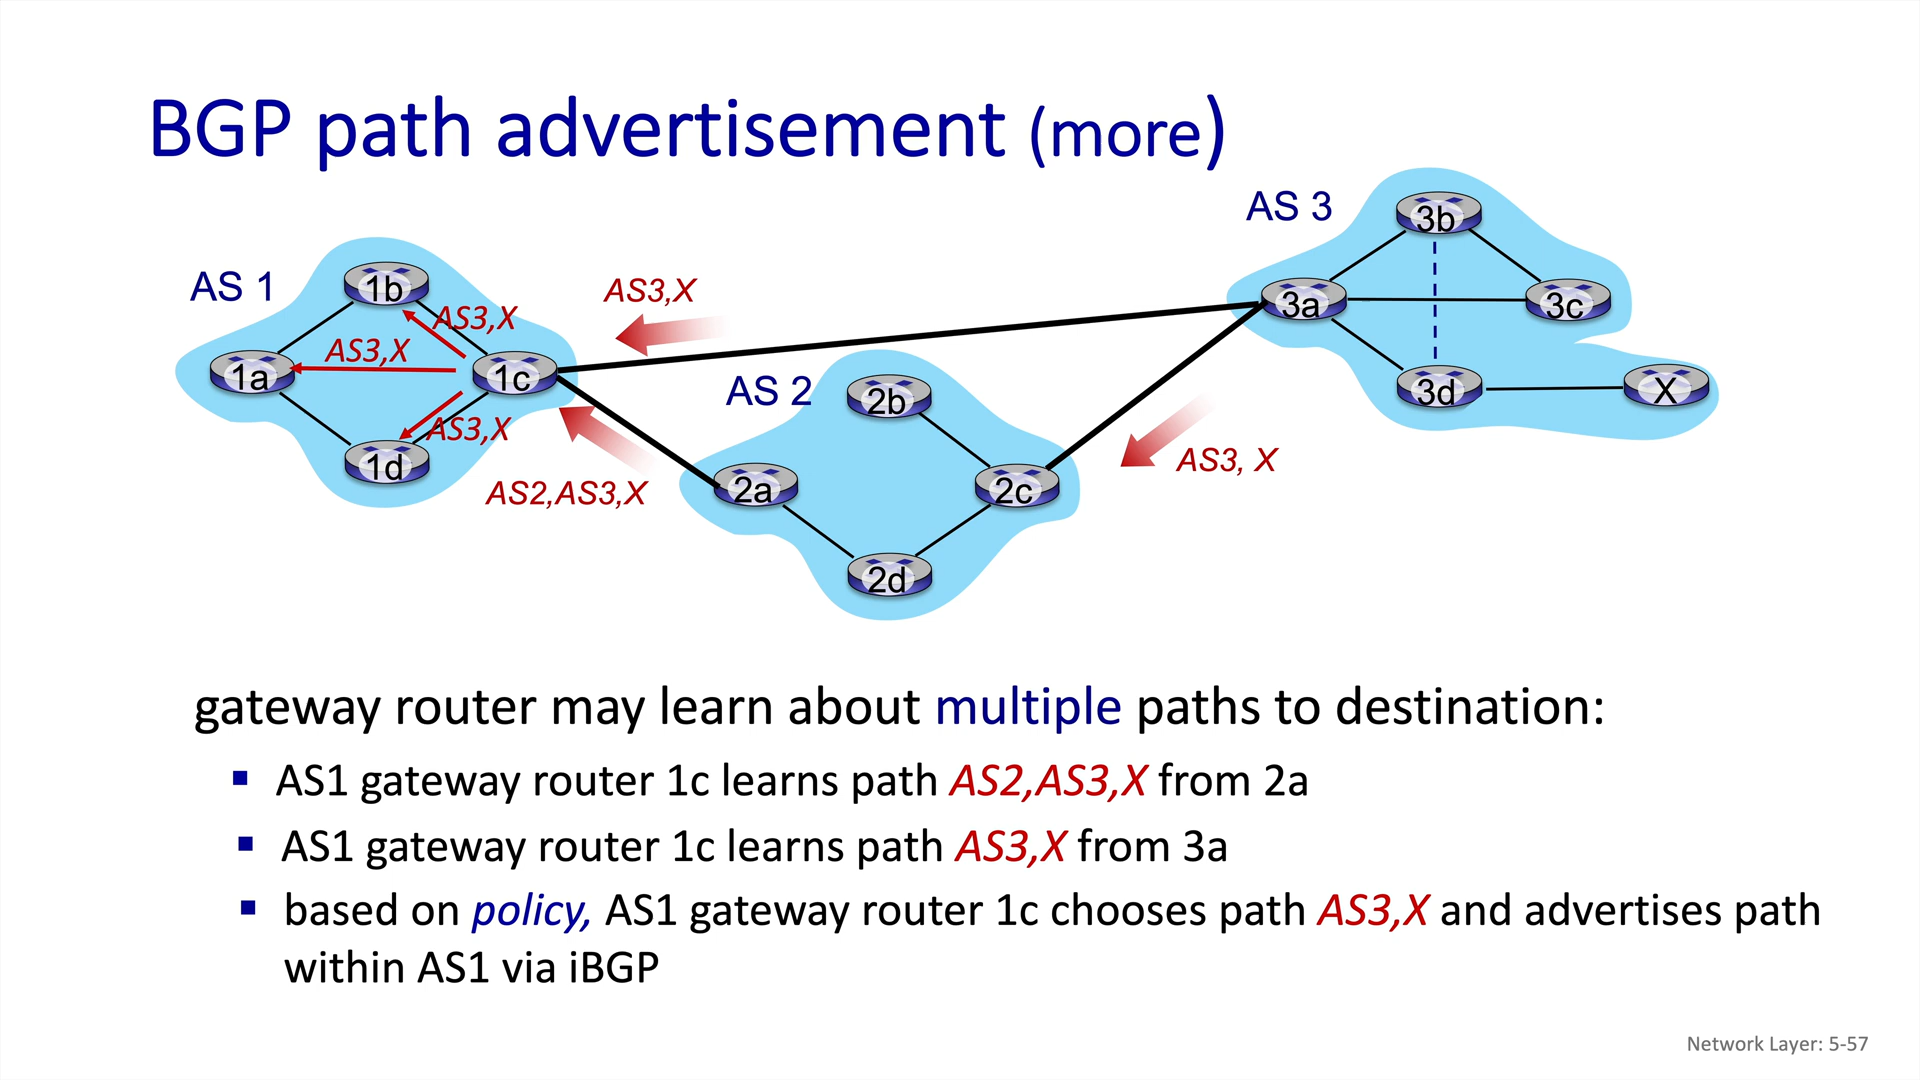 BGP path advertisement (more)
AS 3
3b
AS 1
1b
AS3,X
3a
3c
AS3,X
AS3,X
1a
1c
AS 2
2b
3d
X
AS3,X
1d
AS3, X
AS2,AS3,X
2a
2c
2d
gateway router may learn about multiple paths to destination:
▪ AS1 gateway router 1c learns path AS2,AS3,X from 2a
▪ AS1 gateway router 1c learns path AS3,X from 3a
▪ based on policy, AS1 gateway router 1c chooses path AS3,X and advertises path
within AS1 via iBGP
Network Layer: 5-57